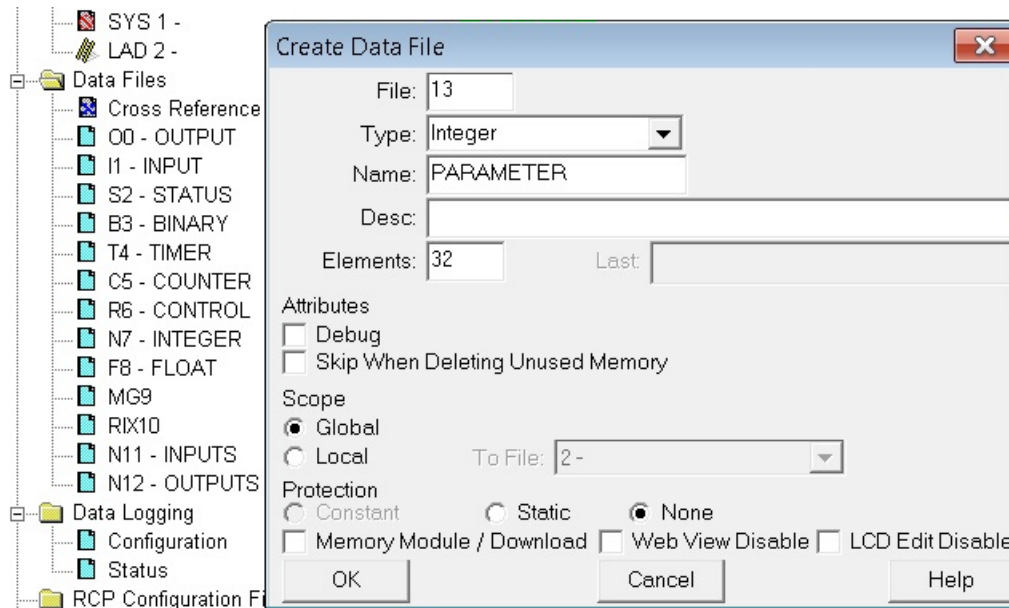 SYS 1 -
LAD 2 -
Data Files
Cross Reference
O0 - OUTPUT
I1 - INPUT
S2 - STATUS
B3 - BINARY
T4 - TIMER
C5 - COUNTER
R6 - CONTROL
N7 - INTEGER
F8 - FLOAT
MG9
RIX10
N11 - INPUTS
N12 - OUTPUTS
Data Logging
Configuration
Status
RCP Configuration Fi
Create Data File
File: 13
Type: Integer
Name: PARAMETER
Desc:
Elements: 32 Last:
Attributes
Debug
Skip When Deleting Unused Memory
Scope
Global
Local To File: 2 -
Protection
Constant Static None
Memory Module / Download Web View Disable LCD Edit Disable
OK Cancel Help